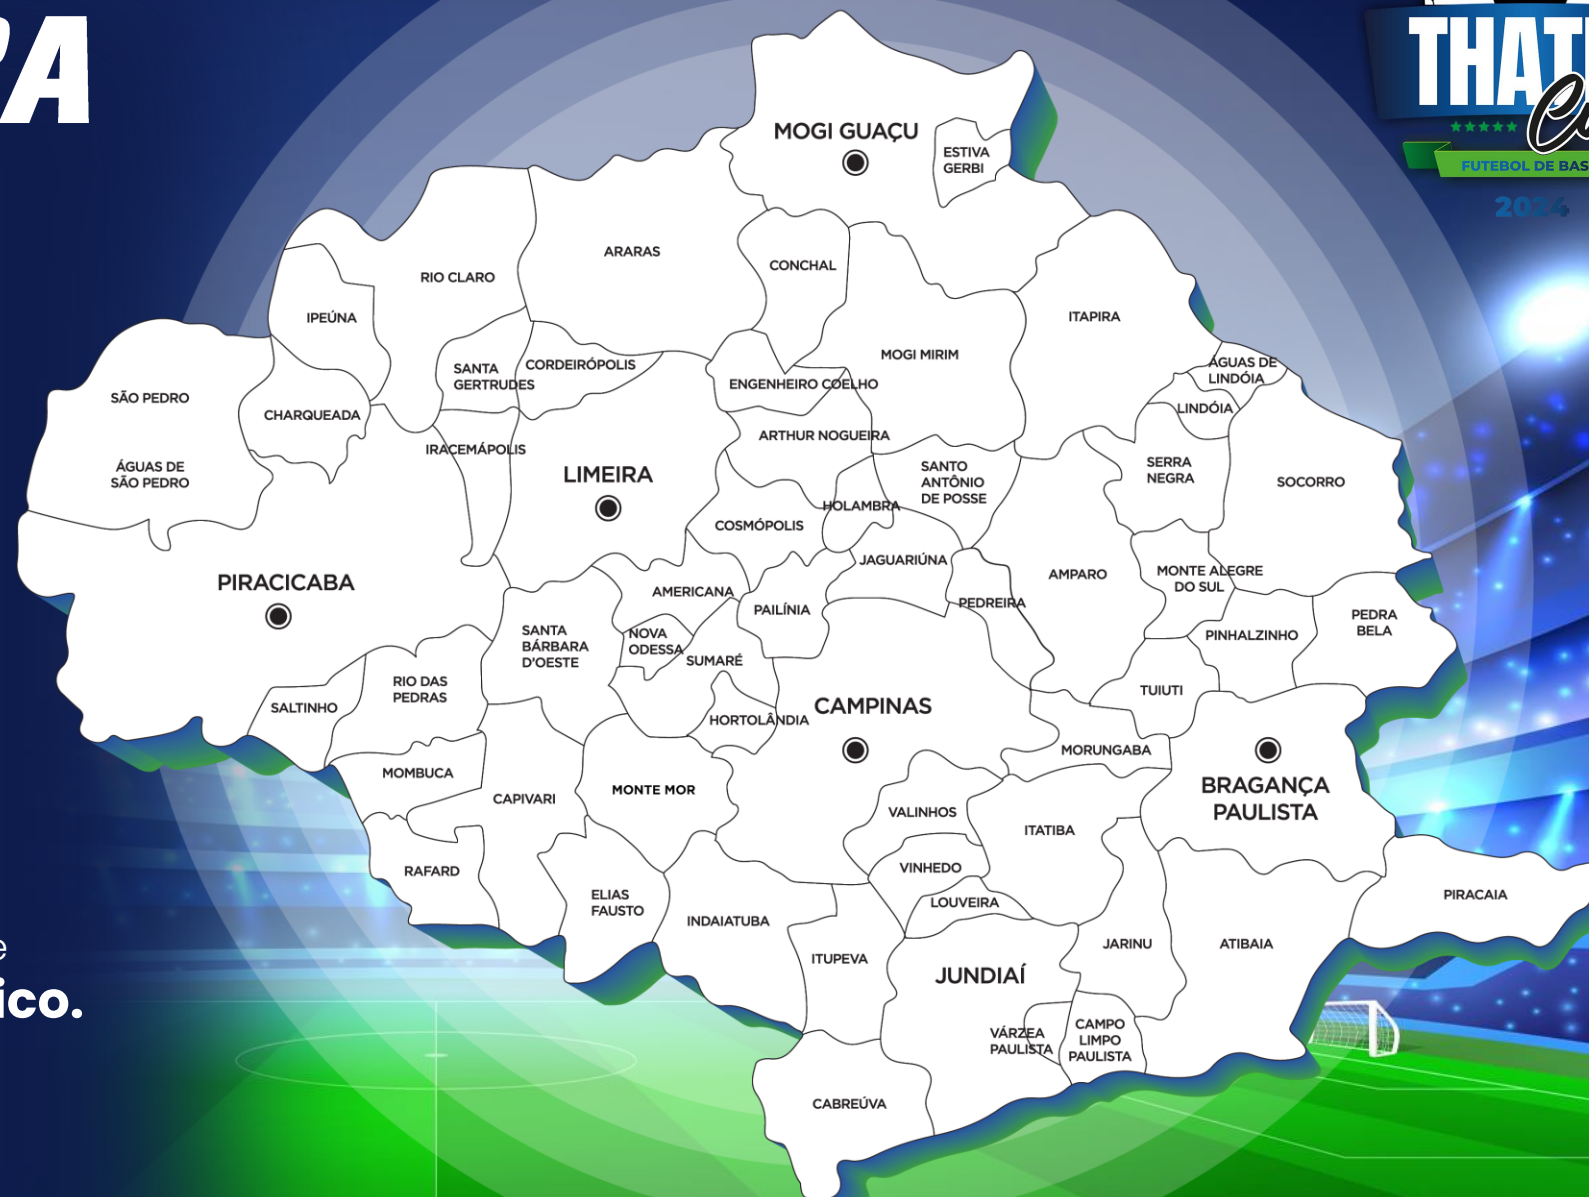 THAT
FUTEBOL DE BAS
2024
MOGI GUAÇU
ESTIVA
GERBI
ARARAS
CONCHAL
RIO CLARO
IPEÚNA
ITAPIRA
MOGI MIRIM
SANTA
GERTRUDES
CORDEIRÓPOLIS
ENGENHEIRO COELHO
ÁGUAS DE
LINDÓIA
LINDÓIA
SÃO PEDRO
CHARQUEADA
IRACEMÁPOLIS
ARTHUR NOGUEIRA
ÁGUAS DE
SÃO PEDRO
LIMEIRA
SANTO
ANTÔNIO
DE POSSE
SERRA
NEGRA
SOCORRO
HOLAMBRA
COSMÓPOLIS
JAGUARIÚNA
PIRACICABA
AMERICANA
PAILÍNIA
PEDREIRA
AMPARO
MONTE ALEGRE
DO SUL
PEDRA
BELA
PINHALZINHO
SANTA
BÁRBARA
D'OESTE
NOVA
ODESSA
SUMARÉ
RIO DAS
PEDRAS
SALTINHO
TUIUTI
HORTOLÂNDIA
CAMPINAS
MORUNGABA
BRAGANÇA
PAULISTA
MOMBUCA
CAPIVARI
MONTE MOR
VALINHOS
ITATIBA
RAFARD
VINHEDO
ELIAS
FAUSTO
LOUVEIRA
PIRACAIA
INDAIATUBA
ITUPEVA
JARINU
ATIBAIA
JUNDIAÍ
VÁRZEA
PAULISTA
CAMPO
LIMPO
PAULISTA
CABREÚVA
e
ico.